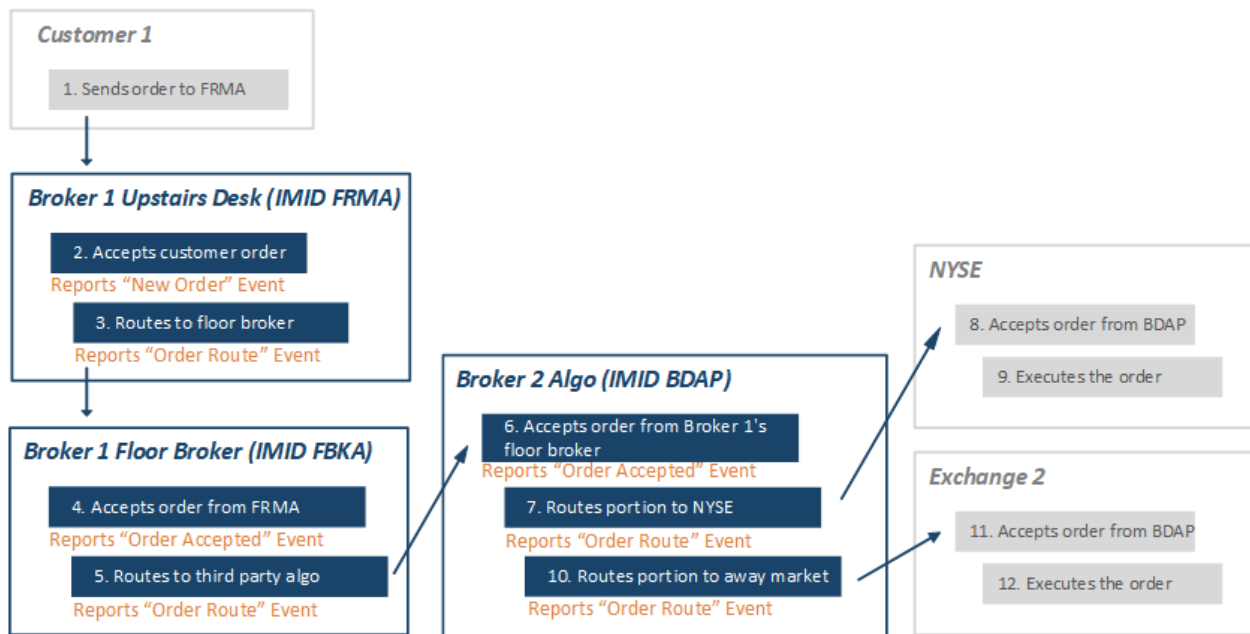 Customer 1
1. Sends order to FRMA
Broker 1 Upstairs Desk (IMID FRMA)
2. Accepts customer order
Reports “New Order” Event
3. Routes to floor broker
Reports “Order Route” Event
Broker 1 Floor Broker (IMID FBKA)
4. Accepts order from FRMA
Reports “Order Accepted” Event
5. Routes to third party algo
Reports “Order Route” Event
Broker 2 Algo (IMID BDAP)
6. Accepts order from Broker 1's
floor broker
Reports “Order Accepted” Event
7. Routes portion to NYSE
Reports “Order Route” Event
10. Routes portion to away market
Reports “Order Route” Event
NYSE
8. Accepts order from BDAP
9. Executes the order
Exchange 2
11. Accepts order from BDAP
12. Executes the order